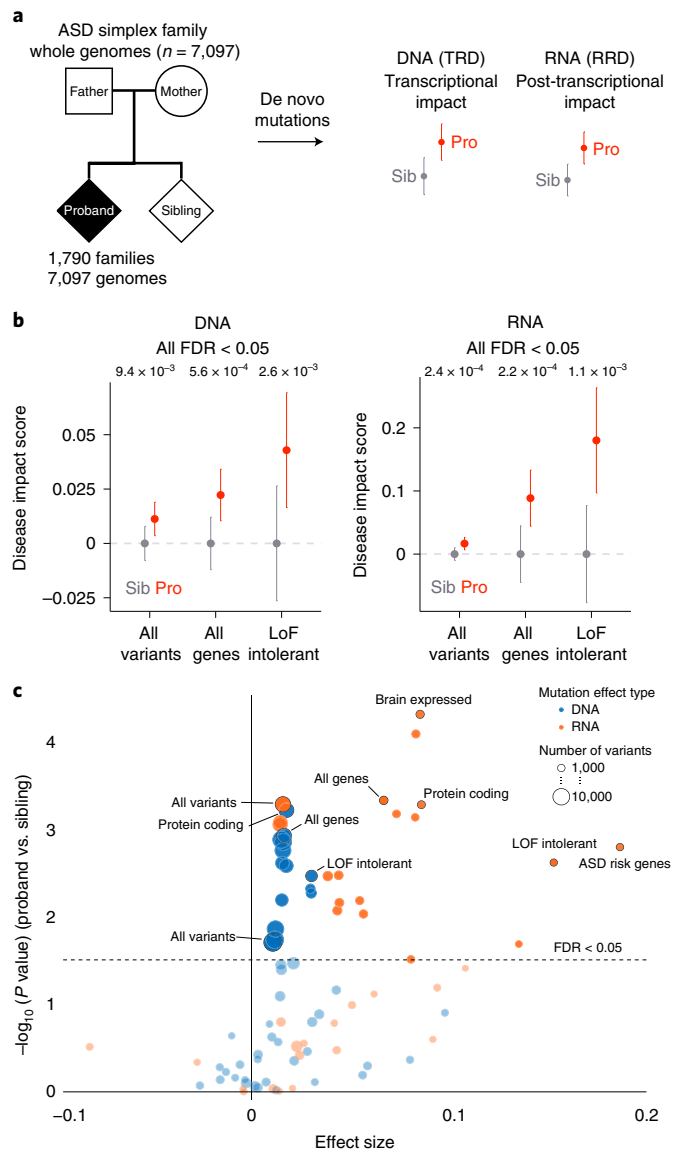 a
ASD simplex family
whole genomes (n = 7,097)
Father
Mother
Proband
Sibling
1,790 families
7,097 genomes
De novo
mutations
DNA (TRD)
Transcriptional
impact
Pro
Sib
RNA (RRD)
Post-transcriptional
impact
Pro
Sib
b
DNA
All FDR < 0.05
9.4 × 10⁻³ 5.6 × 10⁻⁴ 2.6 × 10⁻³
Disease impact score
0.05
0.025
0
−0.025
Sib Pro
All
variants
All
genes
LoF
intolerant
RNA
All FDR < 0.05
2.4 × 10⁻⁴ 2.2 × 10⁻⁴ 1.1 × 10⁻³
Disease impact score
0.2
0.1
0
Sib Pro
All
variants
All
genes
LoF
intolerant
c
−log₁₀ (P value) (proband vs. sibling)
4
3
2
1
0
Brain expressed
All genes
Protein coding
All variants
Protein coding
All genes
LOF intolerant
ASD risk genes
LOF intolerant
All variants
FDR < 0.05
Mutation effect type
DNA
RNA
Number of variants
1,000
10,000
−0.1
0
0.1
0.2
Effect size